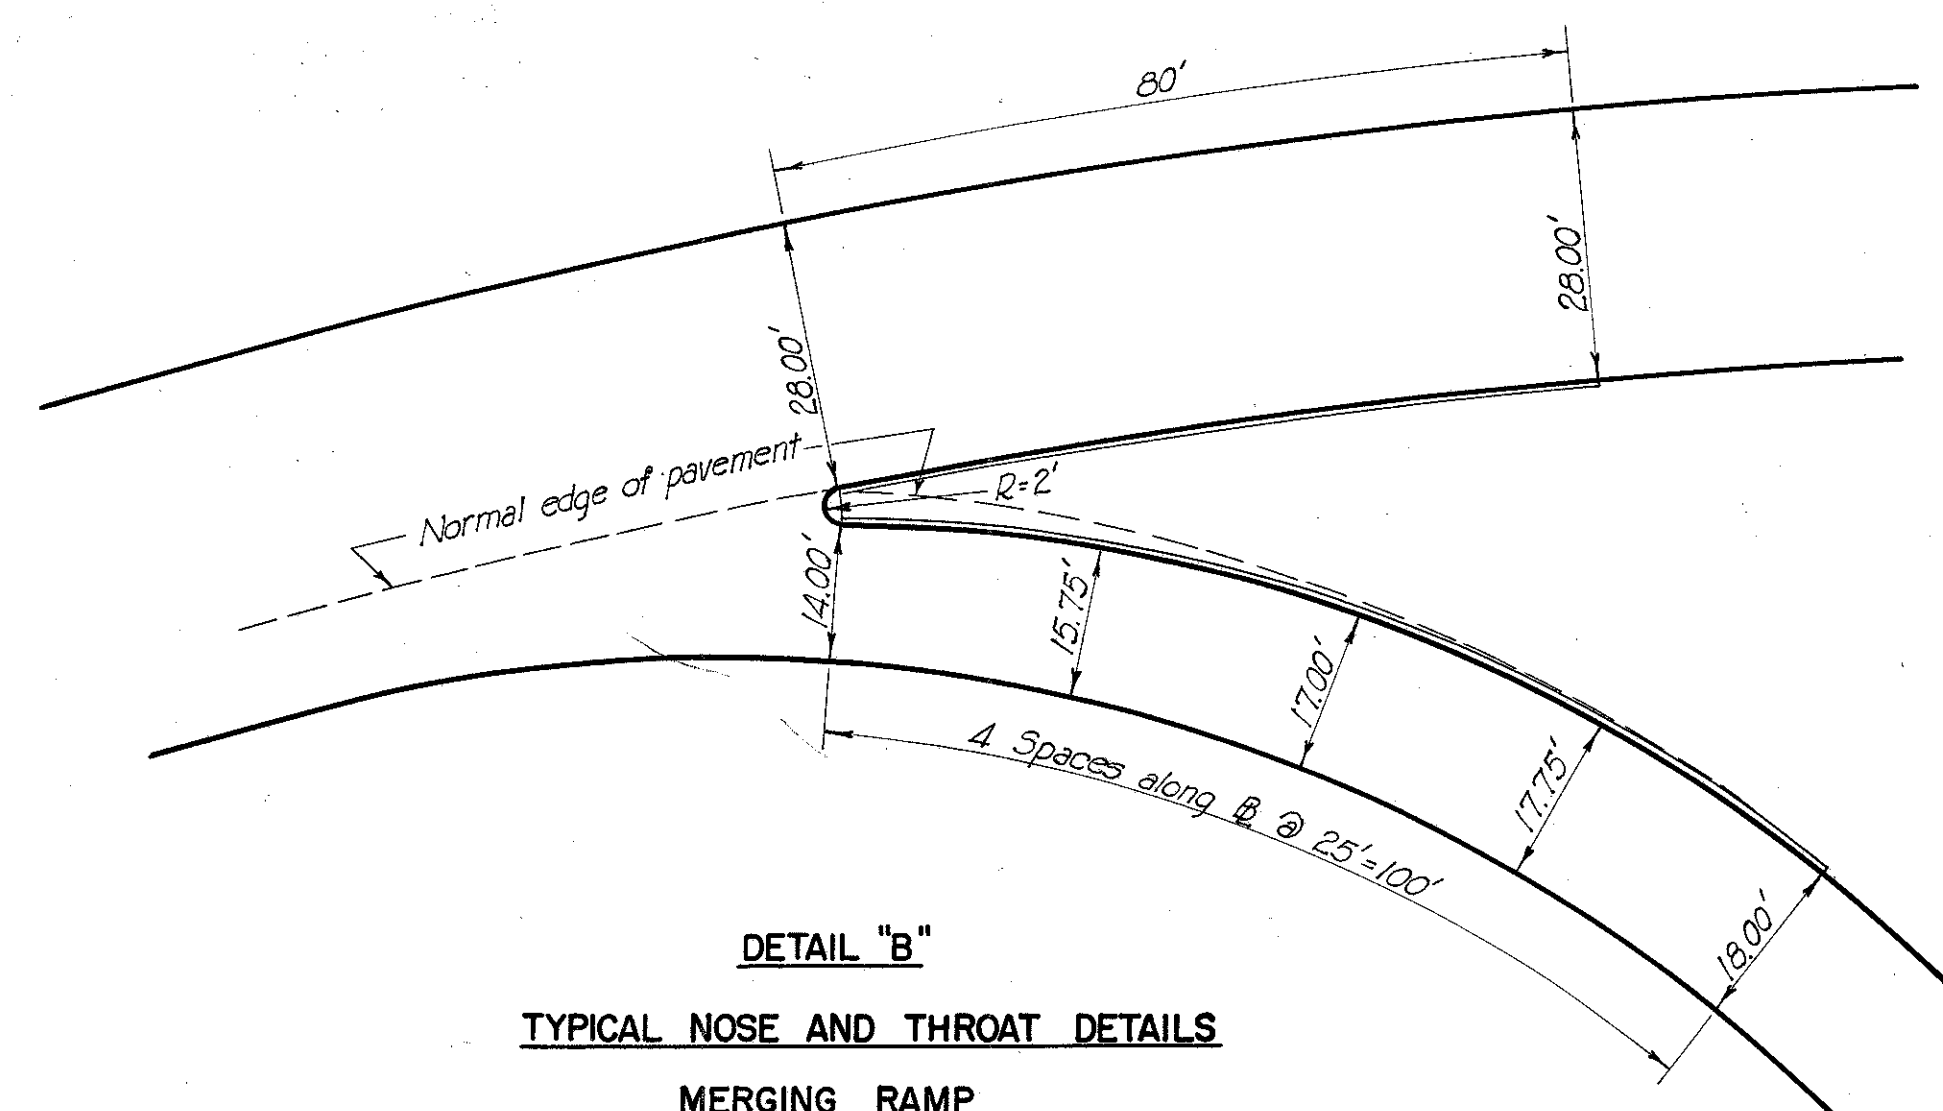 80'
28.00'
28.00'
Normal edge of pavement
R=2'
14.00'
15.75'
17.00'
17.75'
18.00'
4 Spaces along BL @ 25'=100'
DETAIL "B"
TYPICAL NOSE AND THROAT DETAILS
MERGING RAMP